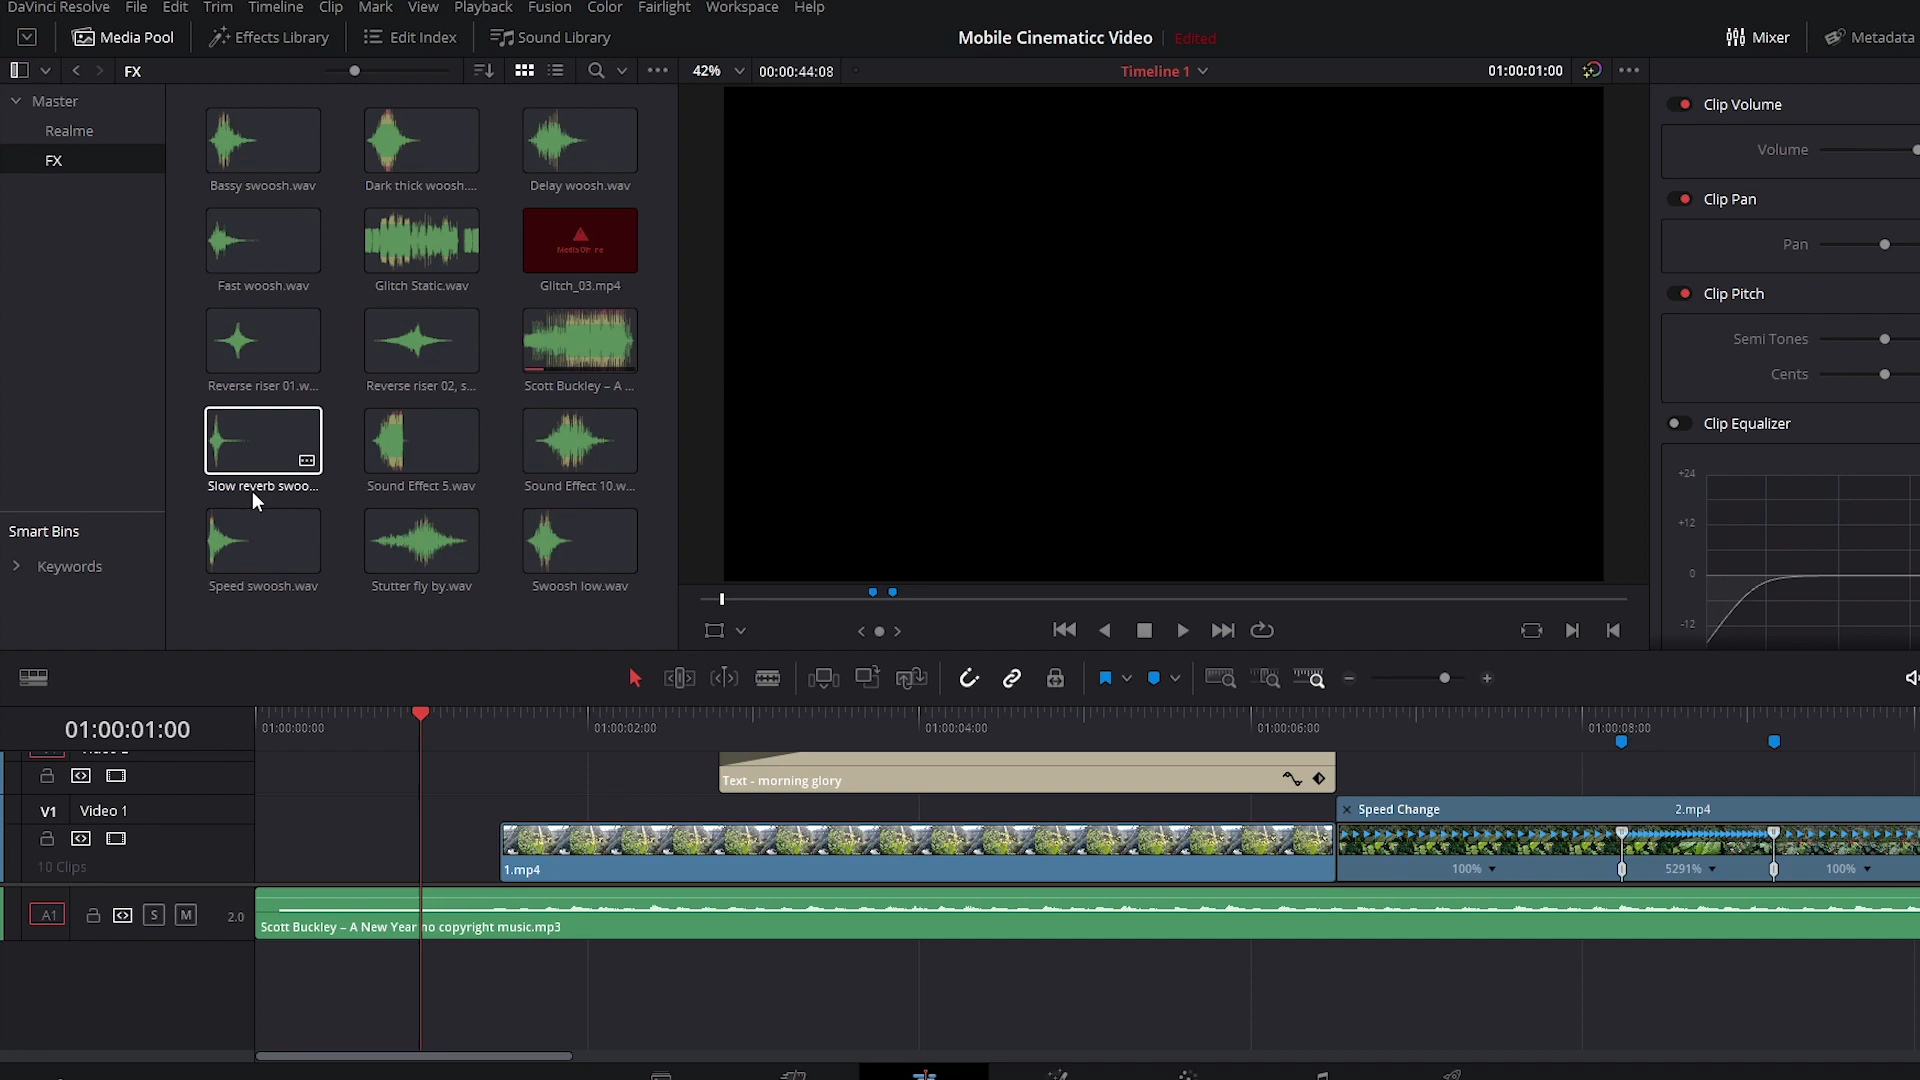 DaVinci Resolve File Edit Trim Timeline Clip Mark View Playback Fusion Color Fairlight Workspace Help
Media Pool Effects Library Edit Index Sound Library Mobile Cinematicc Video Edited Mixer Metadata
FX 42% 00:00:44:08 Timeline 1 01:00:01:00
Master
Realme
FX
Bassy swoosh.wav Dark thick woosh.... Delay woosh.wav
Fast woosh.wav Glitch Static.wav Glitch_03.mp4
Reverse riser 01.w... Reverse riser 02, s... Scott Buckley – A ...
Slow reverb swoo... Sound Effect 5.wav Sound Effect 10.w...
Speed swoosh.wav Stutter fly by.wav Swoosh low.wav
Smart Bins
Keywords
Clip Volume
Volume
Clip Pan
Pan
Clip Pitch
Semi Tones
Cents
Clip Equalizer
+24
+12
0
-12
01:00:01:00 01:00:00:00 01:00:02:00 01:00:04:00 01:00:06:00 01:00:08:00
Text - morning glory
V1 Video 1 Speed Change 2.mp4
10 Clips 1.mp4 100% 5291% 100%
A1 S M 2.0
Scott Buckley – A New Year no copyright music.mp3